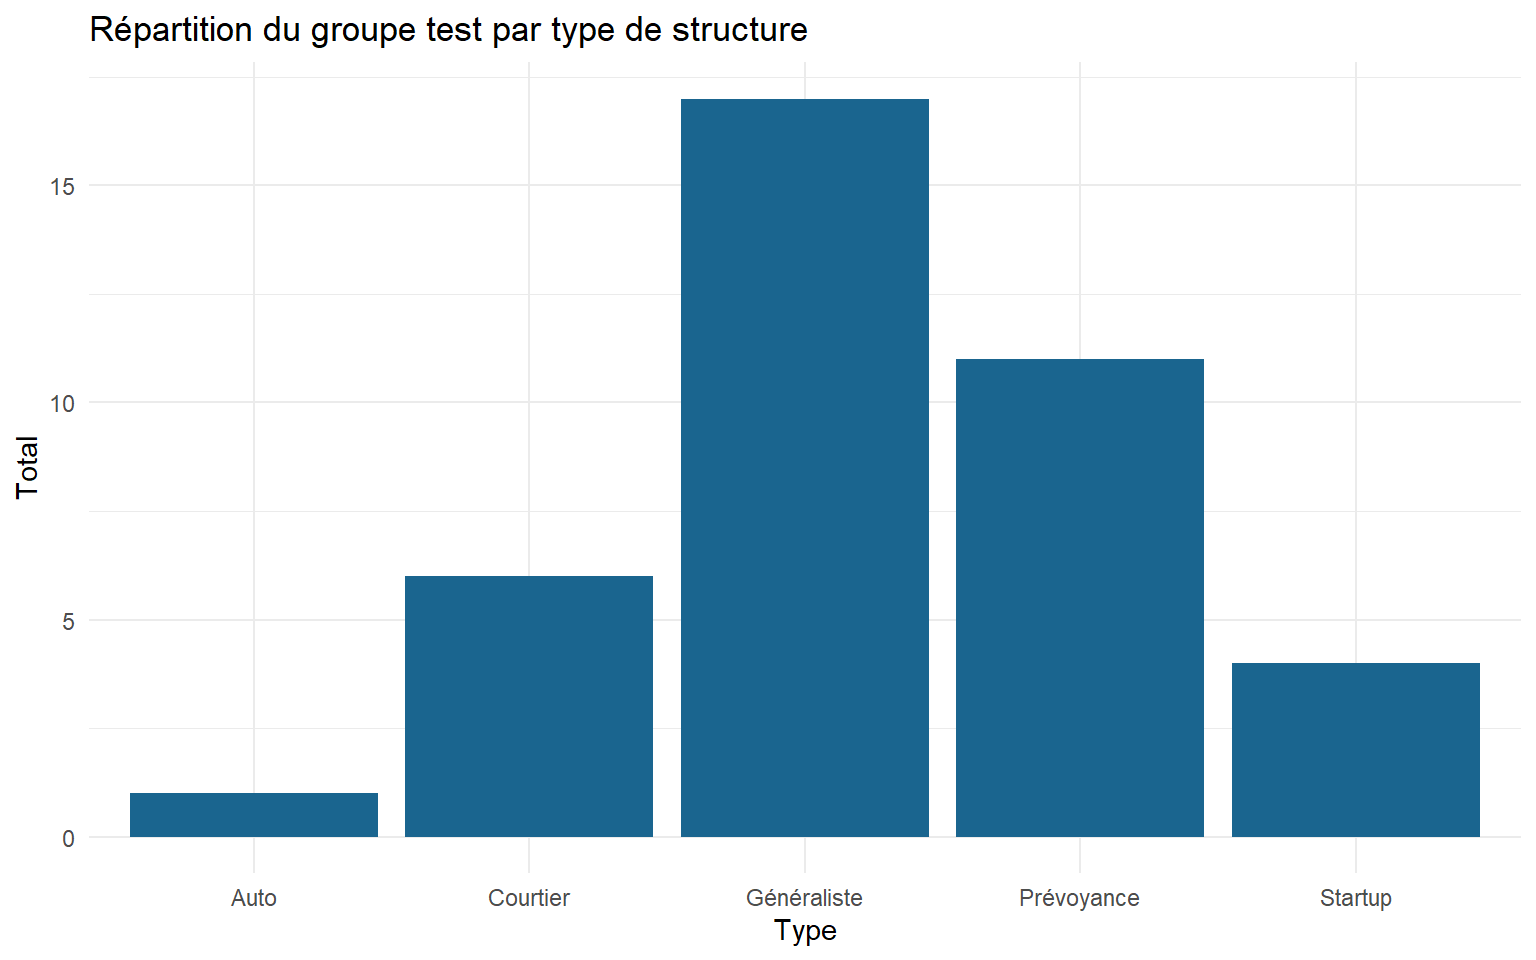 Répartition du groupe test par type de structure
Total
15
10
5
0
Auto Courtier Généraliste Prévoyance Startup
Type